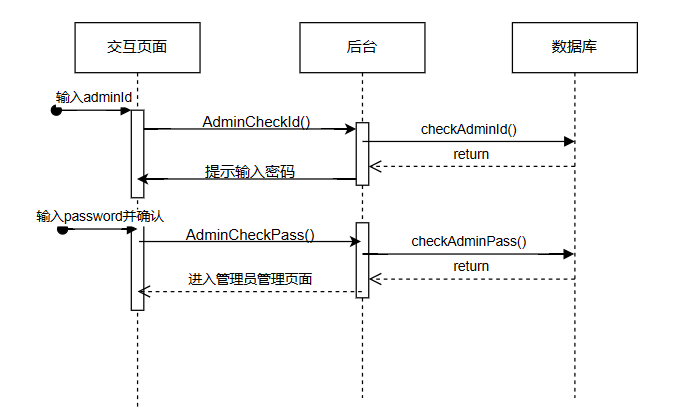 交互页面
后台
数据库
输入adminId
AdminCheckId()
checkAdminId()
return
提示输入密码
输入password并确认
AdminCheckPass()
checkAdminPass()
return
进入管理员管理页面